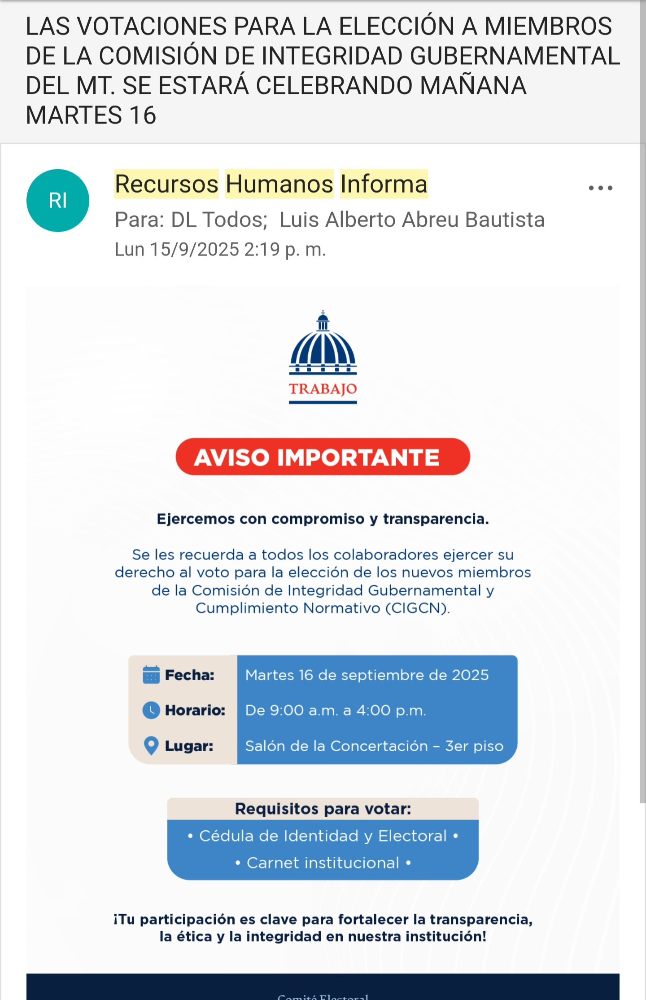 LAS VOTACIONES PARA LA ELECCIÓN A MIEMBROS
DE LA COMISIÓN DE INTEGRIDAD GUBERNAMENTAL
DEL MT. SE ESTARÁ CELEBRANDO MAÑANA
MARTES 16
RI
Recursos Humanos Informa
Para: DL Todos; Luis Alberto Abreu Bautista
Lun 15/9/2025 2:19 p. m.
TRABAJO
AVISO IMPORTANTE
Ejercemos con compromiso y transparencia.
Se les recuerda a todos los colaboradores ejercer su
derecho al voto para la elección de los nuevos miembros
de la Comisión de Integridad Gubernamental y
Cumplimiento Normativo (CIGCN).
Fecha: Martes 16 de septiembre de 2025
Horario: De 9:00 a.m. a 4:00 p.m.
Lugar: Salón de la Concertación – 3er piso
Requisitos para votar:
• Cédula de Identidad y Electoral •
• Carnet institucional •
¡Tu participación es clave para fortalecer la transparencia,
la ética y la integridad en nuestra institución!
Comité Electoral